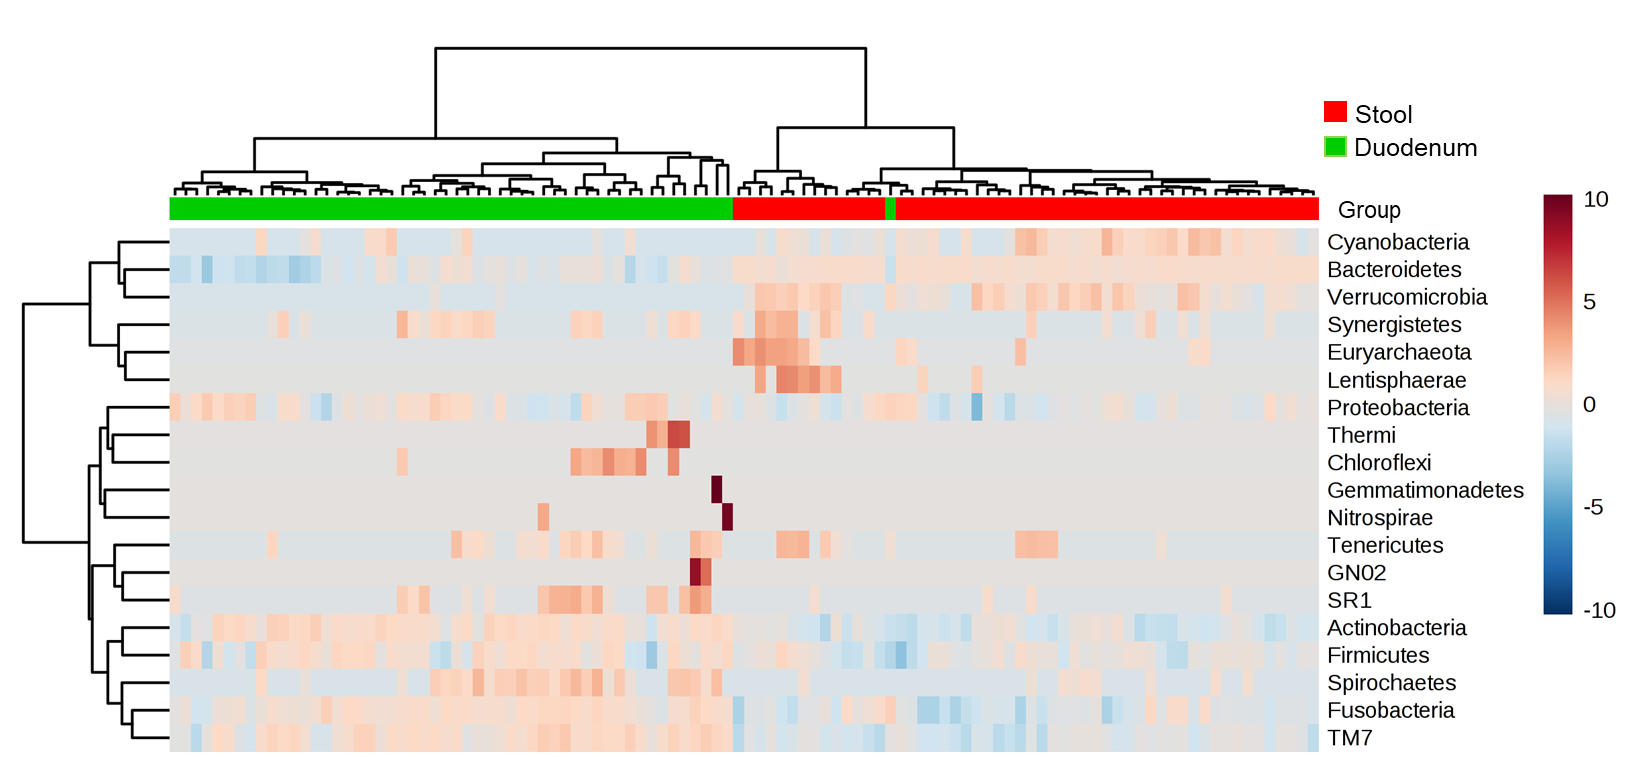 Stool
Duodenum
Group
10
5
0
-5
-10
Cyanobacteria
Bacteroidetes
Verrucomicrobia
Synergistetes
Euryarchaeota
Lentisphaerae
Proteobacteria
Thermi
Chloroflexi
Gemmatimonadetes
Nitrospirae
Tenericutes
GN02
SR1
Actinobacteria
Firmicutes
Spirochaetes
Fusobacteria
TM7